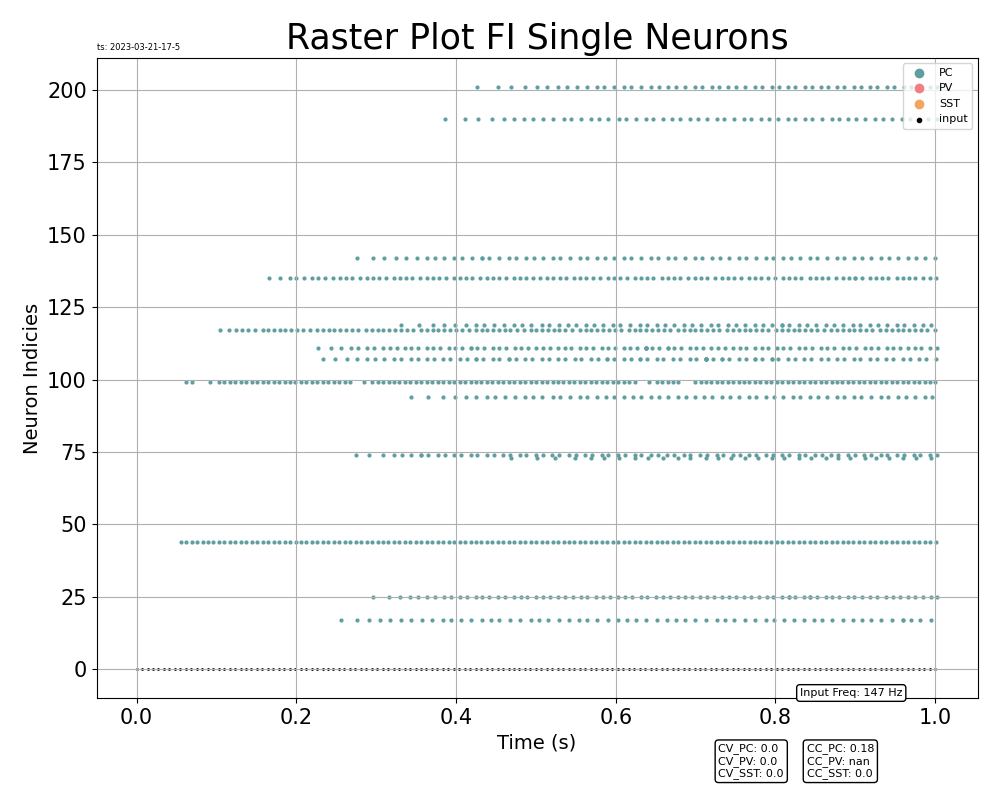 Raster Plot FI Single Neurons
ts: 2023-03-21-17-5
PC
PV
SST
input
200
175
150
125
100
75
50
25
0
Neuron Indicies
0.0 0.2 0.4 0.6 0.8 1.0
Time (s)
Input Freq: 147 Hz
CV_PC: 0.0
CV_PV: 0.0
CV_SST: 0.0
CC_PC: 0.18
CC_PV: nan
CC_SST: 0.0